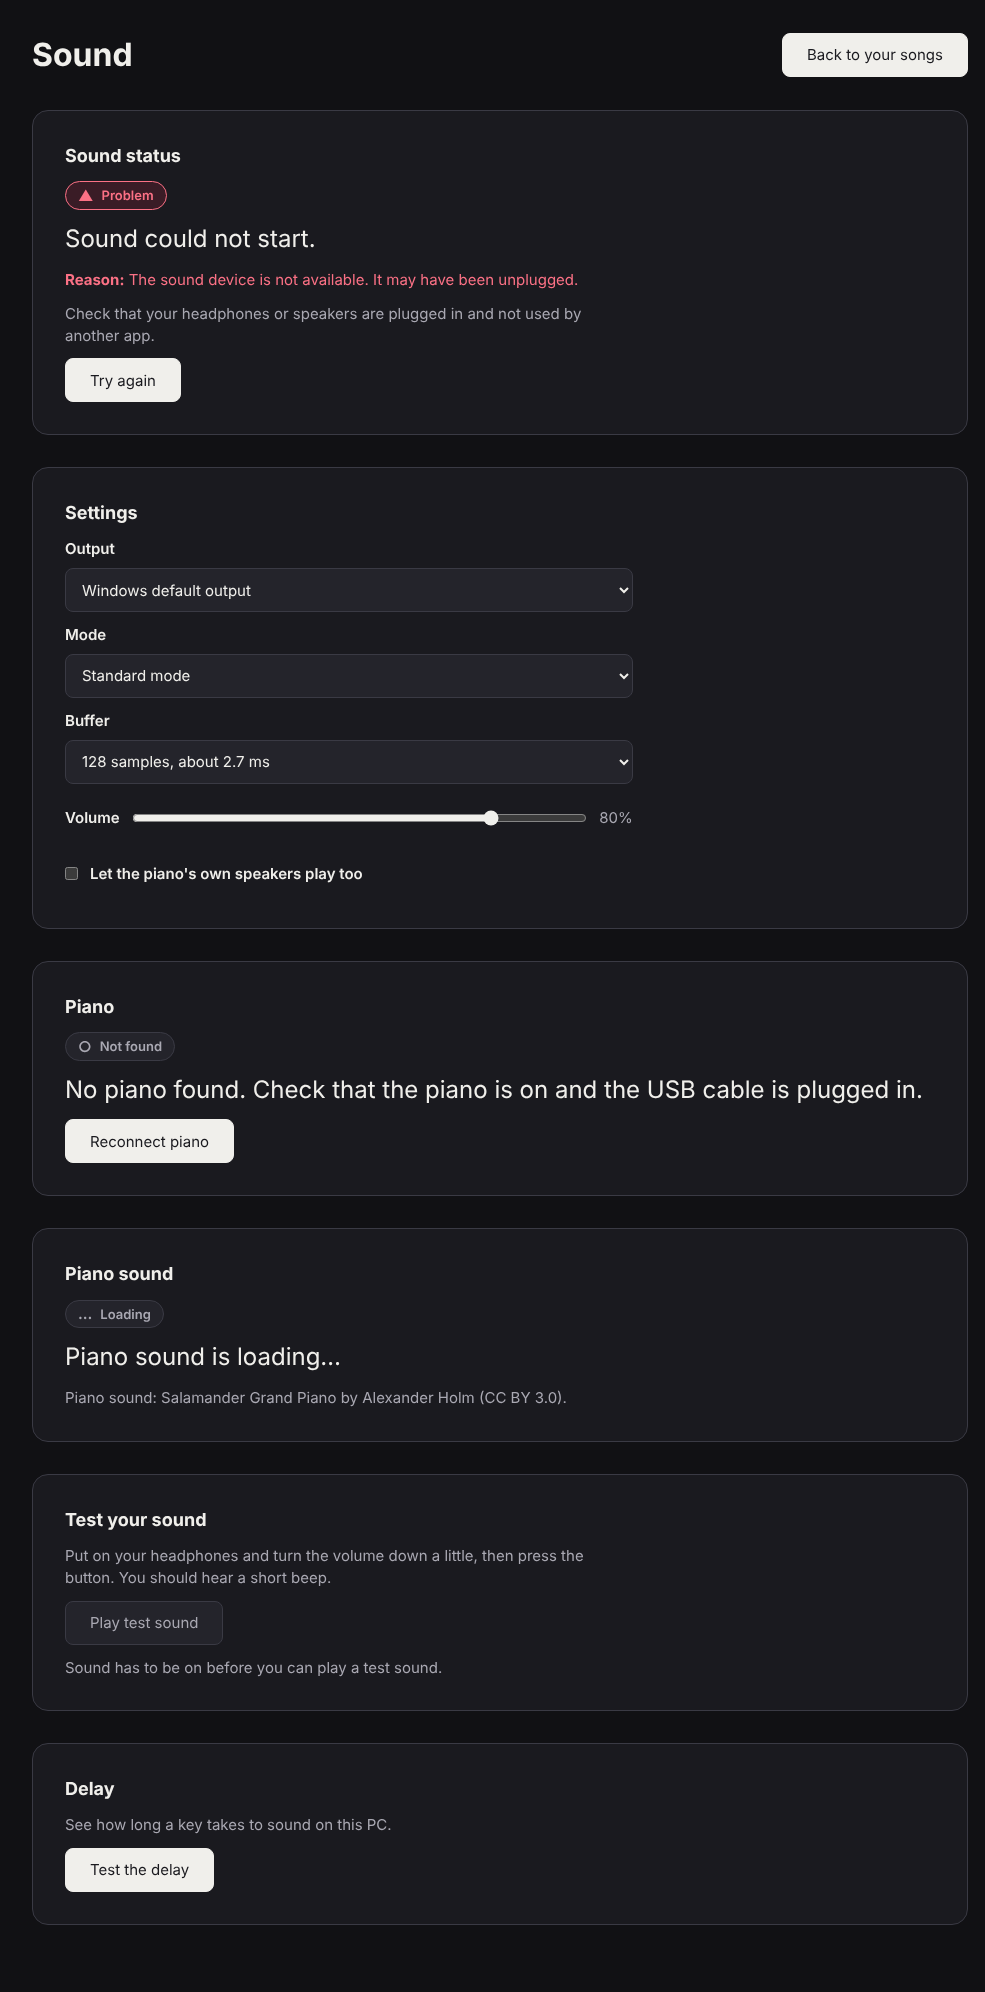 Sound
Back to your songs
Sound status
Problem
Sound could not start.
Reason: The sound device is not available. It may have been unplugged.
Check that your headphones or speakers are plugged in and not used by
another app.
Try again
Settings
Output
Windows default output
Mode
Standard mode
Buffer
128 samples, about 2.7 ms
Volume 80%
Let the piano's own speakers play too
Piano
Not found
No piano found. Check that the piano is on and the USB cable is plugged in.
Reconnect piano
Piano sound
... Loading
Piano sound is loading...
Piano sound: Salamander Grand Piano by Alexander Holm (CC BY 3.0).
Test your sound
Put on your headphones and turn the volume down a little, then press the
button. You should hear a short beep.
Play test sound
Sound has to be on before you can play a test sound.
Delay
See how long a key takes to sound on this PC.
Test the delay